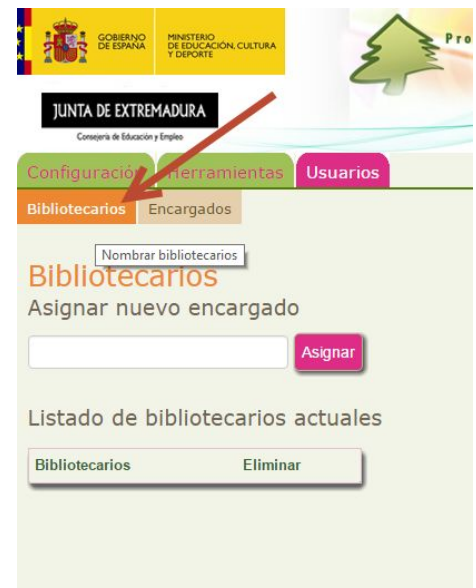 GOBIERNO
DE ESPAÑA
MINISTERIO
DE EDUCACIÓN, CULTURA
Y DEPORTE
Pro
JUNTA DE EXTREMADURA
Consejería de Educación y Empleo
Configuración Herramientas Usuarios
Bibliotecarios Encargados
Nombrar bibliotecarios
Bibliotecarios
Asignar nuevo encargado
Asignar
Listado de bibliotecarios actuales
Bibliotecarios Eliminar